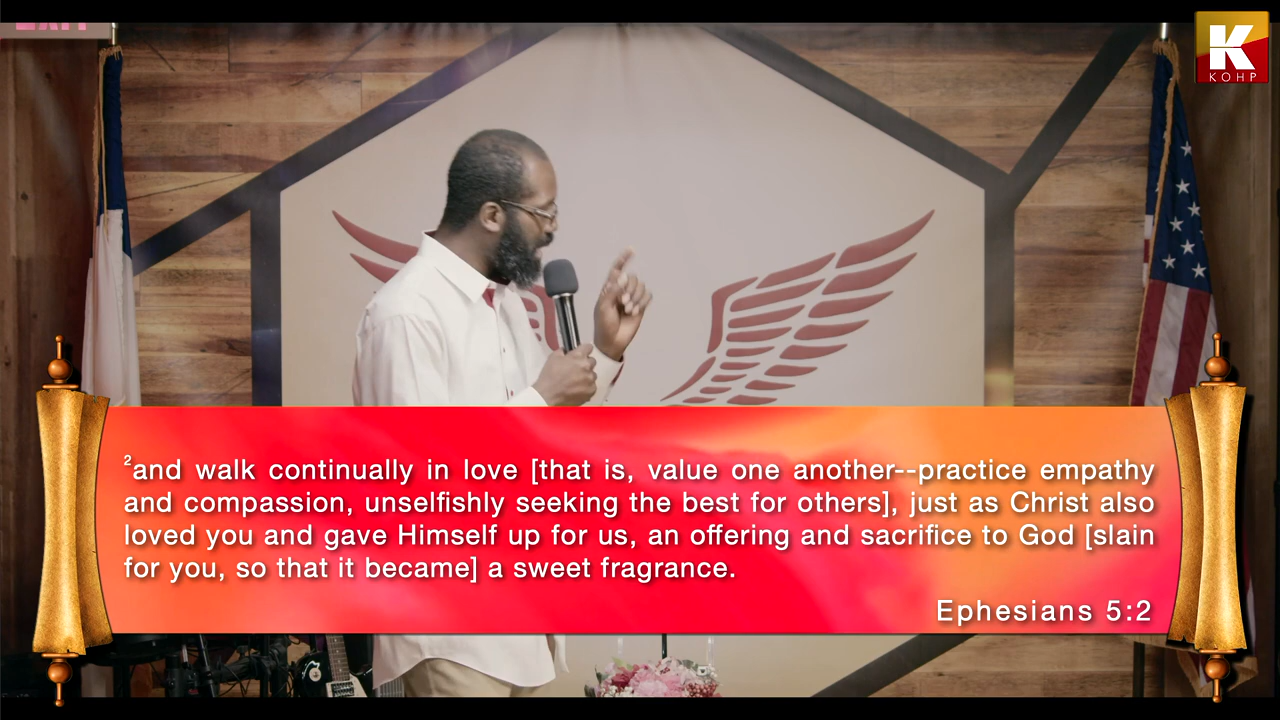 EXIT
K
KOHP
²and walk continually in love [that is, value one another--practice empathy
and compassion, unselfishly seeking the best for others], just as Christ also
loved you and gave Himself up for us, an offering and sacrifice to God [slain
for you, so that it became] a sweet fragrance.
Ephesians 5:2